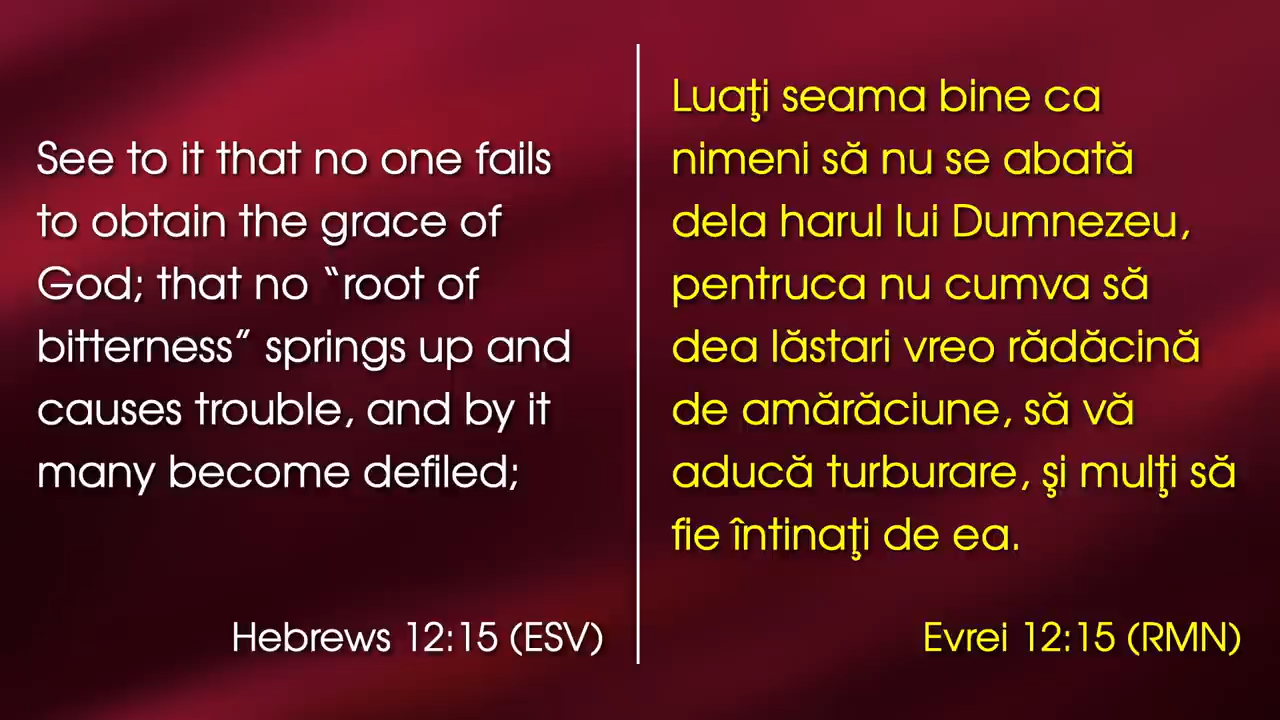 See to it that no one fails
to obtain the grace of
God; that no “root of
bitterness” springs up and
causes trouble, and by it
many become defiled;
Hebrews 12:15 (ESV)
Luaţi seama bine ca
nimeni să nu se abată
dela harul lui Dumnezeu,
pentruca nu cumva să
dea lăstari vreo rădăcină
de amărăciune, să vă
aducă turburare, şi mulţi să
fie întinaţi de ea.
Evrei 12:15 (RMN)